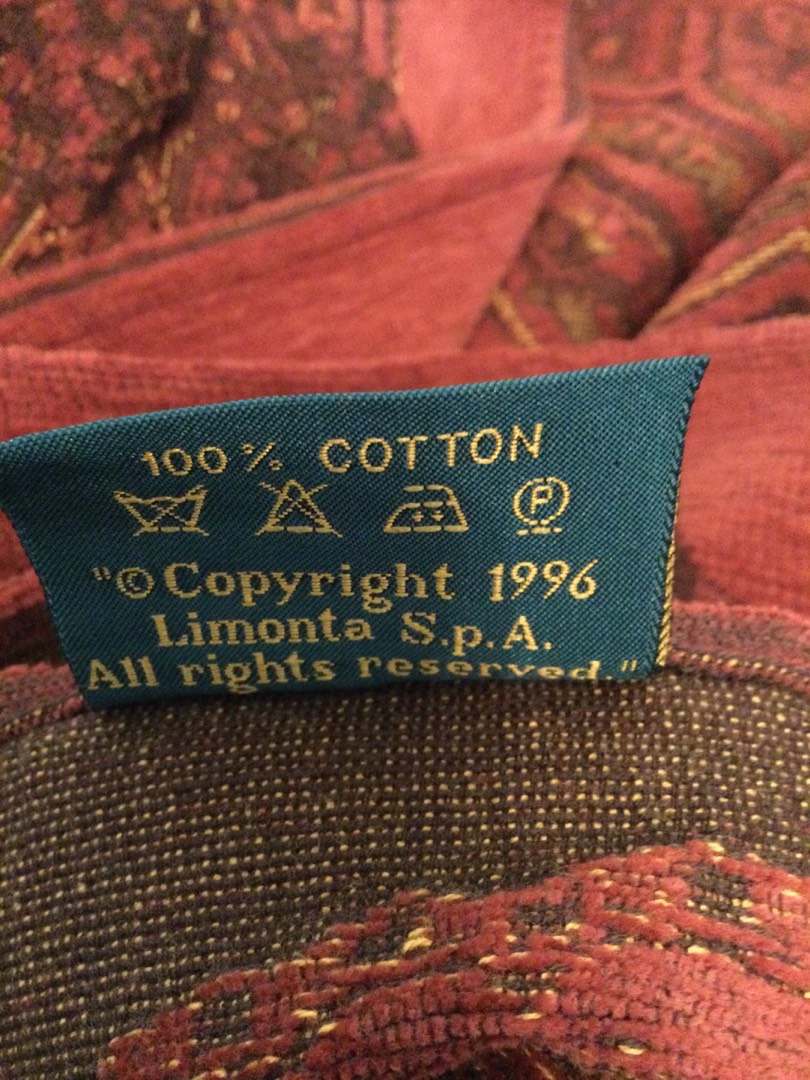 100% COTTON
P
"© Copyright 1996
Limonta S.p.A.
All rights reserved."